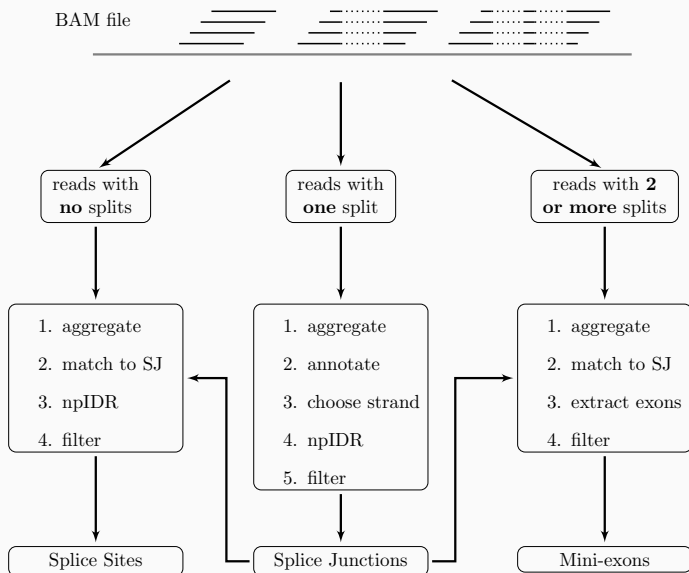 BAM file
reads with
no splits
reads with
one split
reads with 2
or more splits
1. aggregate
2. match to SJ
3. npIDR
4. filter
1. aggregate
2. annotate
3. choose strand
4. npIDR
5. filter
1. aggregate
2. match to SJ
3. extract exons
4. filter
Splice Sites
Splice Junctions
Mini-exons